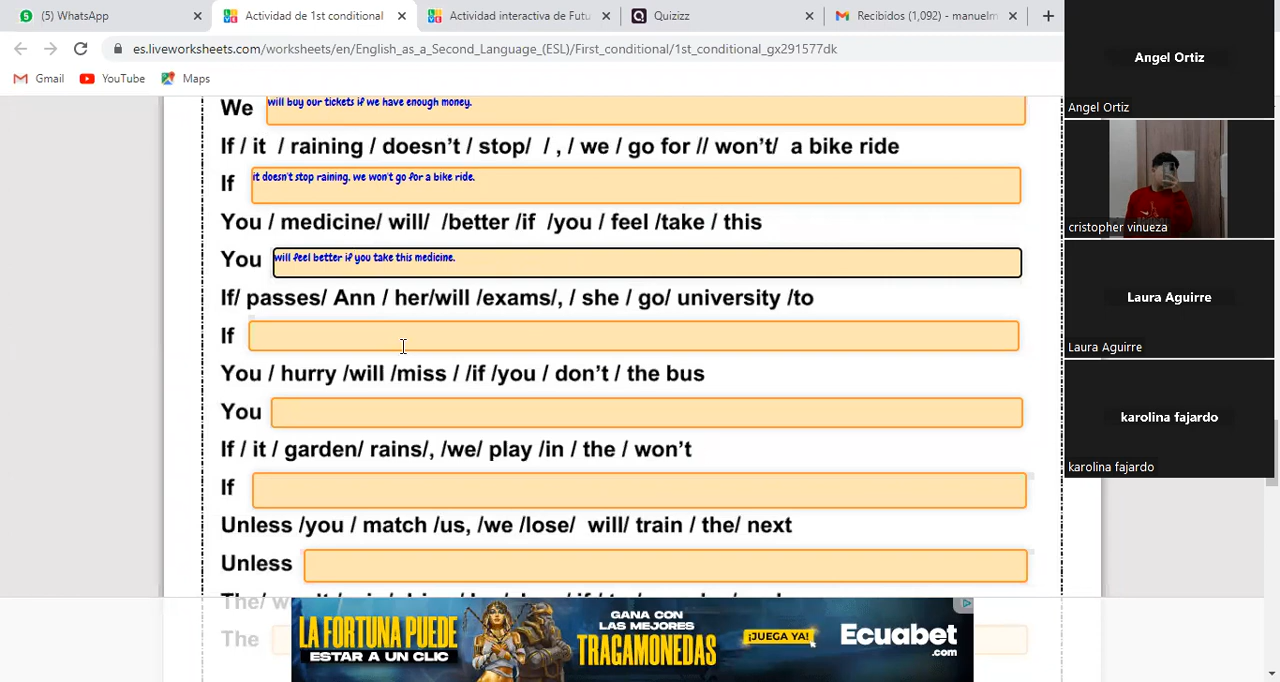 (5) WhatsApp
Actividad de 1st conditional
Actividad interactiva de Futu
Quizizz
Recibidos (1,092) - manuelm
es.liveworksheets.com/worksheets/en/English_as_a_Second_Language_(ESL)/First_conditional/1st_conditional_gx291577dk
Gmail
YouTube
Maps
We will buy our tickets if we have enough money.
If / it / raining / doesn't / stop/ / , / we / go for // won't/ a bike ride
If it doesn't stop raining, we won't go for a bike ride.
You / medicine/ will/ /better /if /you / feel /take / this
You will feel better if you take this medicine.
If/ passes/ Ann / her/will /exams/, / she / go/ university /to
If
You / hurry /will /miss / /if /you / don't / the bus
You
If / it / garden/ rains/, /we/ play /in / the / won't
If
Unless /you / match /us, /we /lose/ will/ train / the/ next
Unless
The/
The
LA FORTUNA PUEDE
ESTAR A UN CLIC
GANA CON
LAS MEJORES
TRAGAMONEDAS
¡JUEGA YA!
Ecuabet
.com
Angel Ortiz
Angel Ortiz
cristopher vinueza
Laura Aguirre
Laura Aguirre
karolina fajardo
karolina fajardo